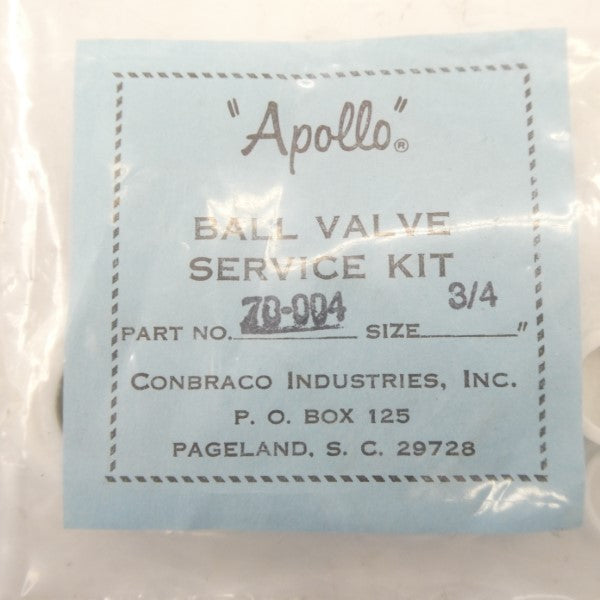 "Apollo"®
BALL VALVE
SERVICE KIT
PART NO. 70-004 SIZE 3/4"
CONBRACO INDUSTRIES, INC.
P. O. BOX 125
PAGELAND, S. C. 29728